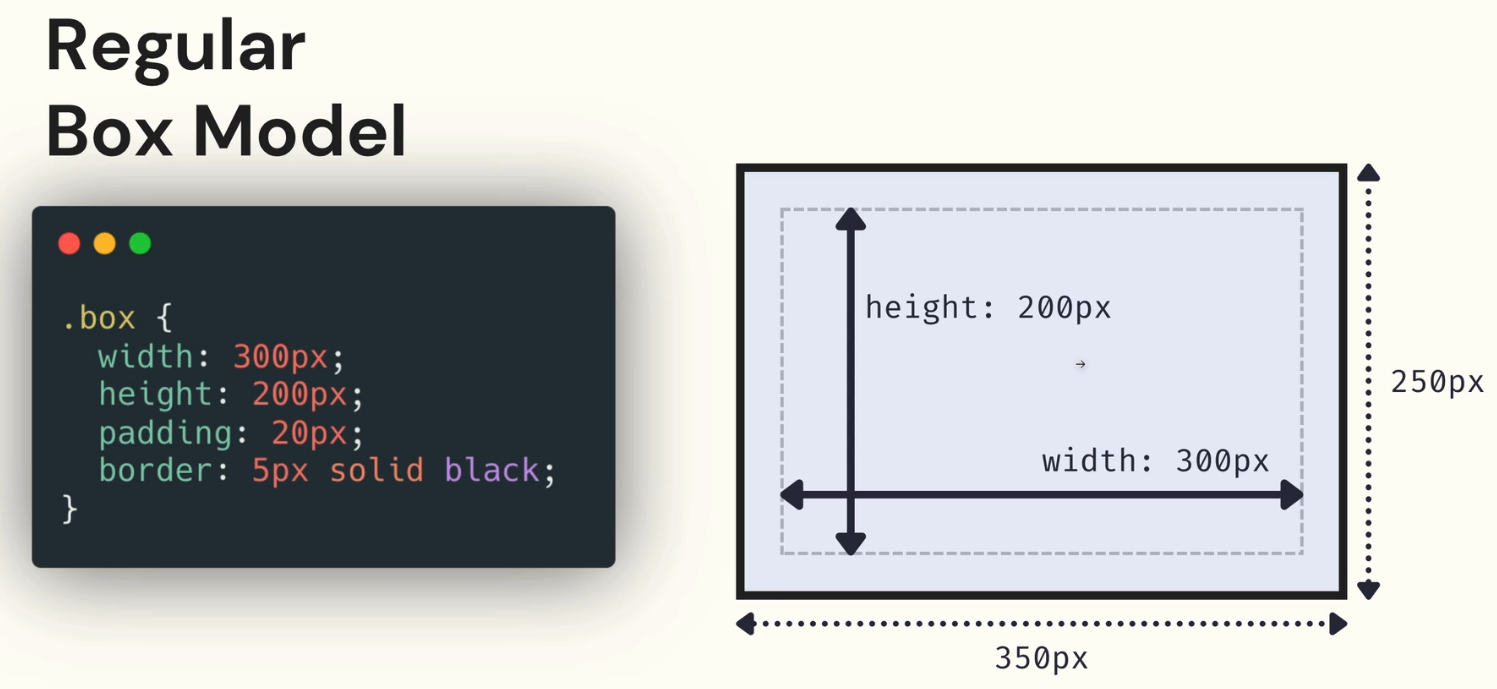 Regular
Box Model
.box {
  width: 300px;
  height: 200px;
  padding: 20px;
  border: 5px solid black;
}
height: 200px
→
width: 300px
250px
350px